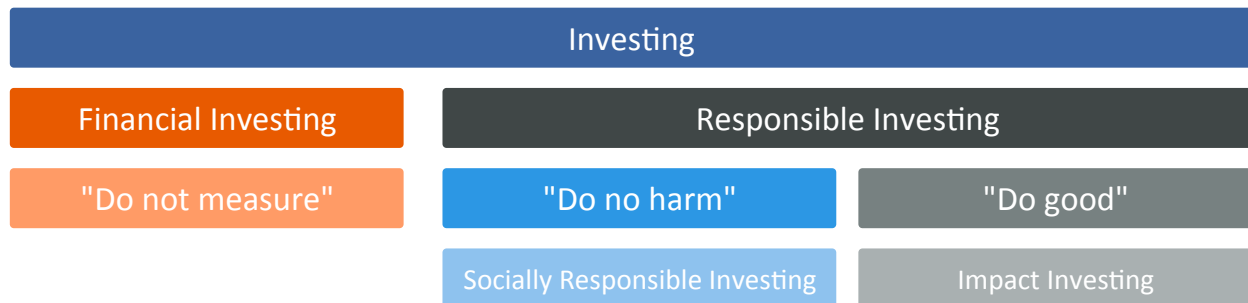 Investing
Financial Investing
Responsible Investing
"Do not measure"
"Do no harm"
"Do good"
Socially Responsible Investing
Impact Investing